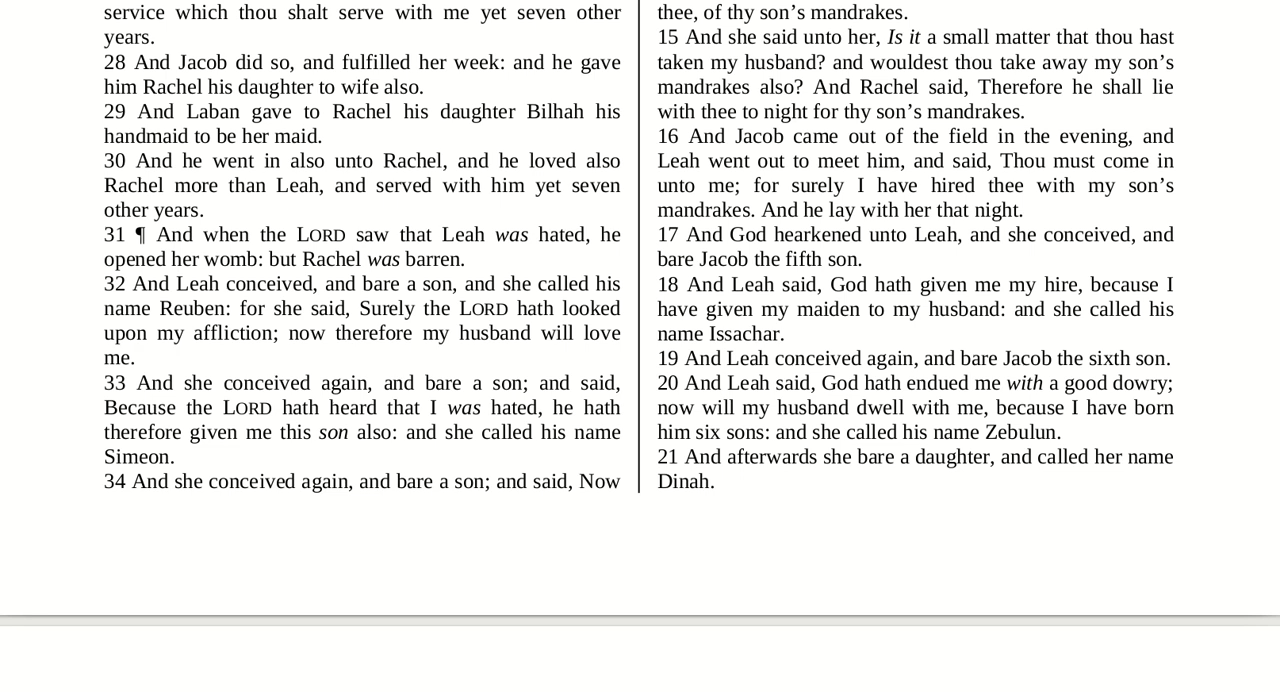 service which thou shalt serve with me yet seven other
years.
28 And Jacob did so, and fulfilled her week: and he gave
him Rachel his daughter to wife also.
29 And Laban gave to Rachel his daughter Bilhah his
handmaid to be her maid.
30 And he went in also unto Rachel, and he loved also
Rachel more than Leah, and served with him yet seven
other years.
31 ¶ And when the LORD saw that Leah was hated, he
opened her womb: but Rachel was barren.
32 And Leah conceived, and bare a son, and she called his
name Reuben: for she said, Surely the LORD hath looked
upon my affliction; now therefore my husband will love
me.
33 And she conceived again, and bare a son; and said,
Because the LORD hath heard that I was hated, he hath
therefore given me this son also: and she called his name
Simeon.
34 And she conceived again, and bare a son; and said, Now
thee, of thy son’s mandrakes.
15 And she said unto her, Is it a small matter that thou hast
taken my husband? and wouldest thou take away my son’s
mandrakes also? And Rachel said, Therefore he shall lie
with thee to night for thy son’s mandrakes.
16 And Jacob came out of the field in the evening, and
Leah went out to meet him, and said, Thou must come in
unto me; for surely I have hired thee with my son’s
mandrakes. And he lay with her that night.
17 And God hearkened unto Leah, and she conceived, and
bare Jacob the fifth son.
18 And Leah said, God hath given me my hire, because I
have given my maiden to my husband: and she called his
name Issachar.
19 And Leah conceived again, and bare Jacob the sixth son.
20 And Leah said, God hath endued me with a good dowry;
now will my husband dwell with me, because I have born
him six sons: and she called his name Zebulun.
21 And afterwards she bare a daughter, and called her name
Dinah.